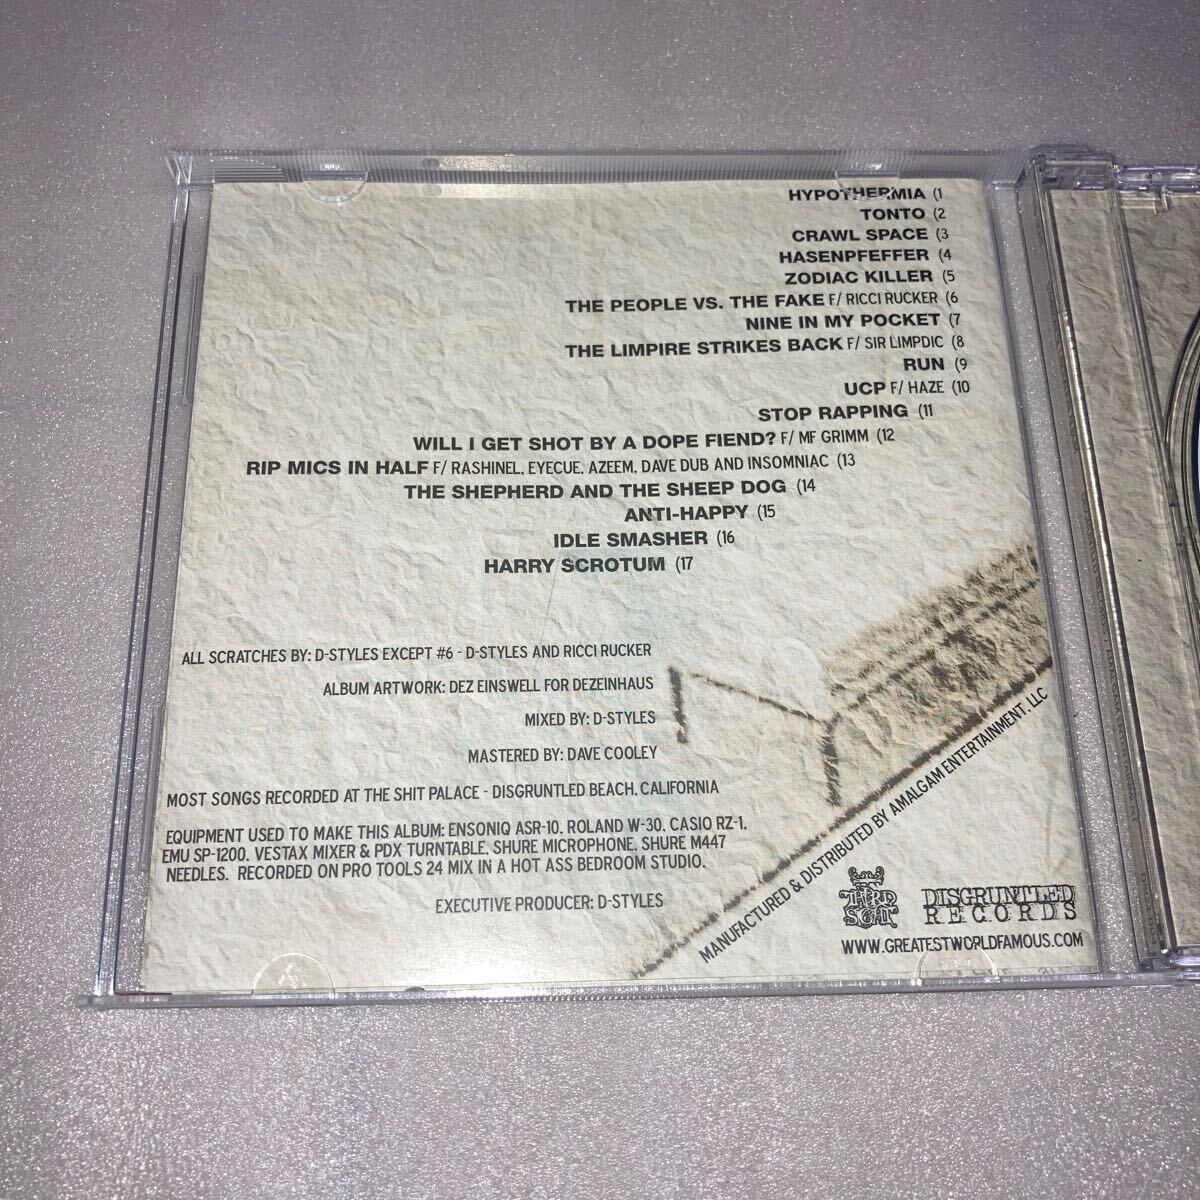 HYPOTHERMIA (1
TONTO (2
CRAWL SPACE (3
HASENPFEFFER (4
ZODIAC KILLER (5
THE PEOPLE VS. THE FAKE F/ RICCI RUCKER (6
NINE IN MY POCKET (7
THE LIMPIRE STRIKES BACK F/ SIR LIMPDIC (8
RUN (9
UCP F/ HAZE (10
STOP RAPPING (11
WILL I GET SHOT BY A DOPE FIEND? F/ MF GRIMM (12
RIP MICS IN HALF F/ RASHINEL, EYECUE, AZEEM, DAVE DUB AND INSOMNIAC (13
THE SHEPHERD AND THE SHEEP DOG (14
ANTI-HAPPY (15
IDLE SMASHER (16
HARRY SCROTUM (17
ALL SCRATCHES BY: D-STYLES EXCEPT #6 - D-STYLES AND RICCI RUCKER
ALBUM ARTWORK: DEZ EINSWELL FOR DEZEINHAUS
MIXED BY: D-STYLES
MASTERED BY: DAVE COOLEY
MOST SONGS RECORDED AT THE SHIT PALACE - DISGRUNTLED BEACH, CALIFORNIA
EQUIPMENT USED TO MAKE THIS ALBUM: ENSONIQ ASR-10, ROLAND W-30, CASIO RZ-1,
EMU SP-1200, VESTAX MIXER & PDX TURNTABLE, SHURE MICROPHONE, SHURE M447
NEEDLES. RECORDED ON PRO TOOLS 24 MIX IN A HOT ASS BEDROOM STUDIO.
EXECUTIVE PRODUCER: D-STYLES
MANUFACTURED & DISTRIBUTED BY AMALGAM ENTERTAINMENT, LLC
THIRD
SGHT
DISGRUNTLED
RECORDS
WWW.GREATESTWORLDFAMOUS.COM